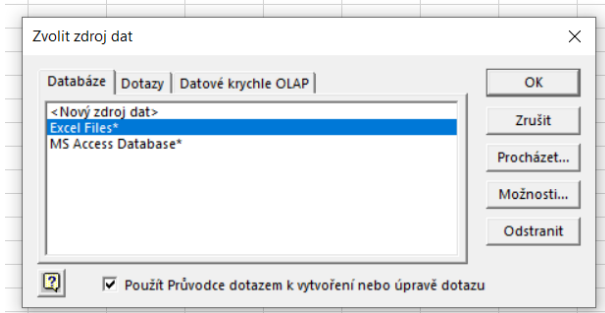 Zvolit zdroj dat
Databáze Dotazy Datové krychle OLAP
<Nový zdroj dat>
Excel Files*
MS Access Database*
OK
Zrušit
Procházet...
Možnosti...
Odstranit
Použít Průvodce dotazem k vytvoření nebo úpravě dotazu